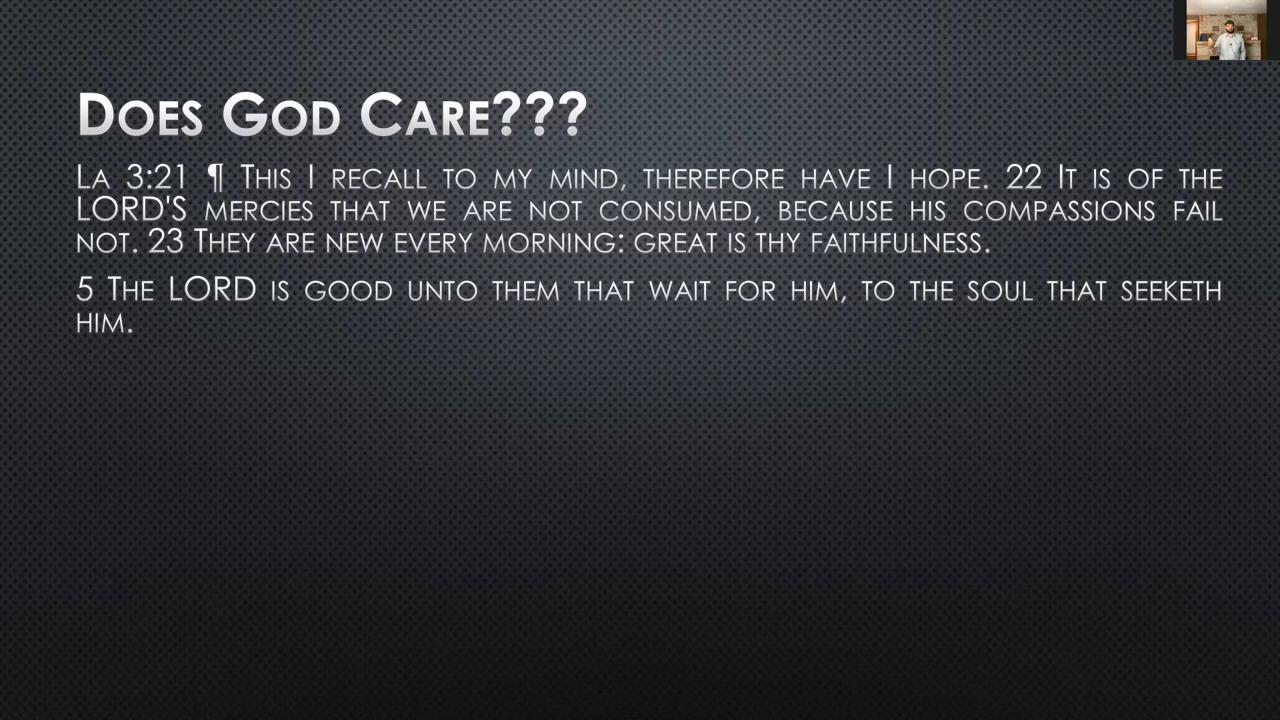 Does God Care???
La 3:21 ¶ This I recall to my mind, therefore have I hope. 22 It is of the
LORD'S mercies that we are not consumed, because his compassions fail
not. 23 They are new every morning: great is thy faithfulness.
5 The LORD is good unto them that wait for him, to the soul that seeketh
him.